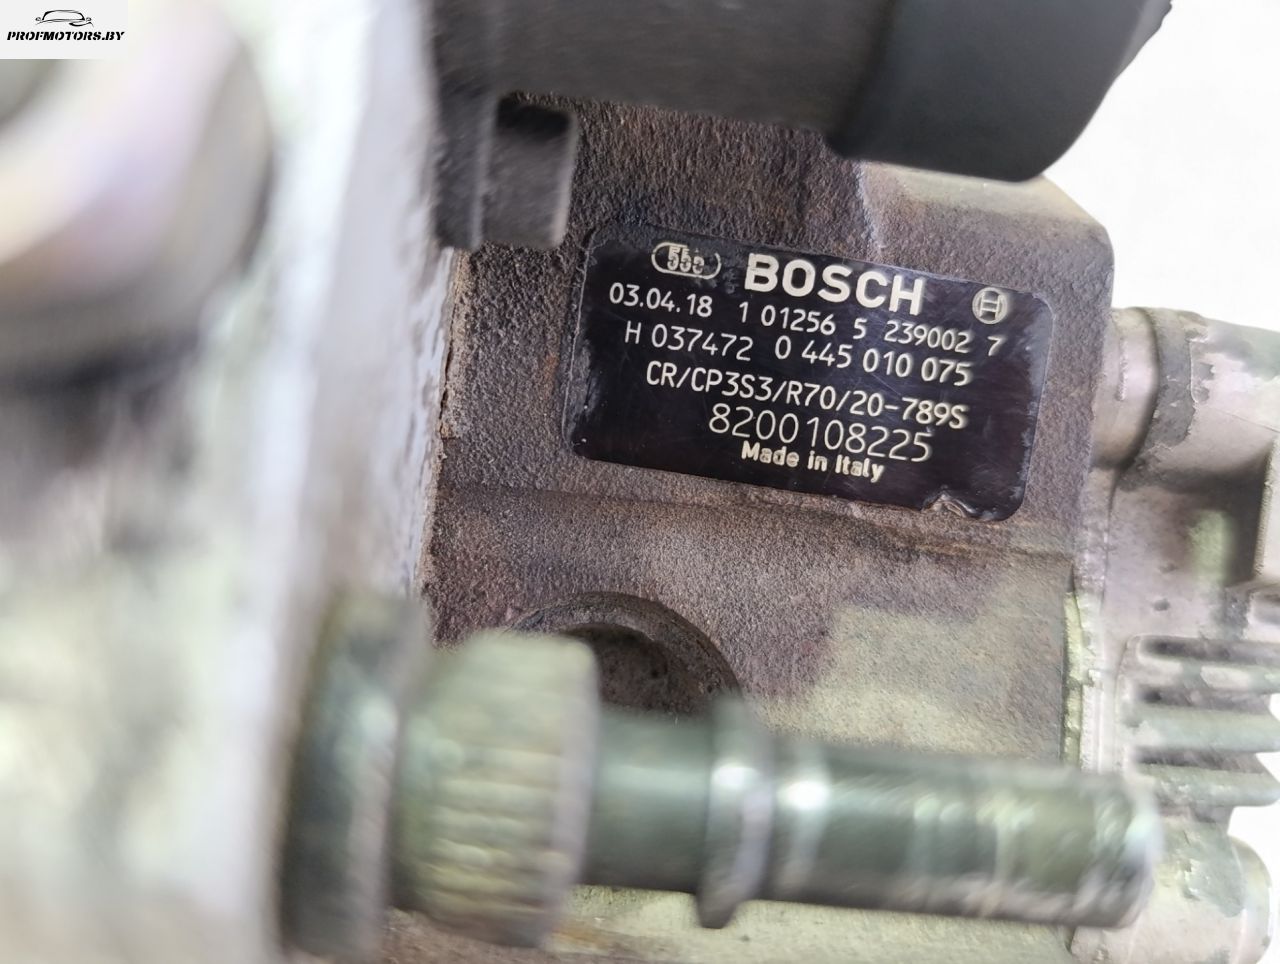 PROFMOTORS.BY
55e BOSCH
03.04.18 1 01256 5 239002 7
H 037472 0 445 010 075
CR/CP3S3/R70/20-789S
8200108225
Made in Italy